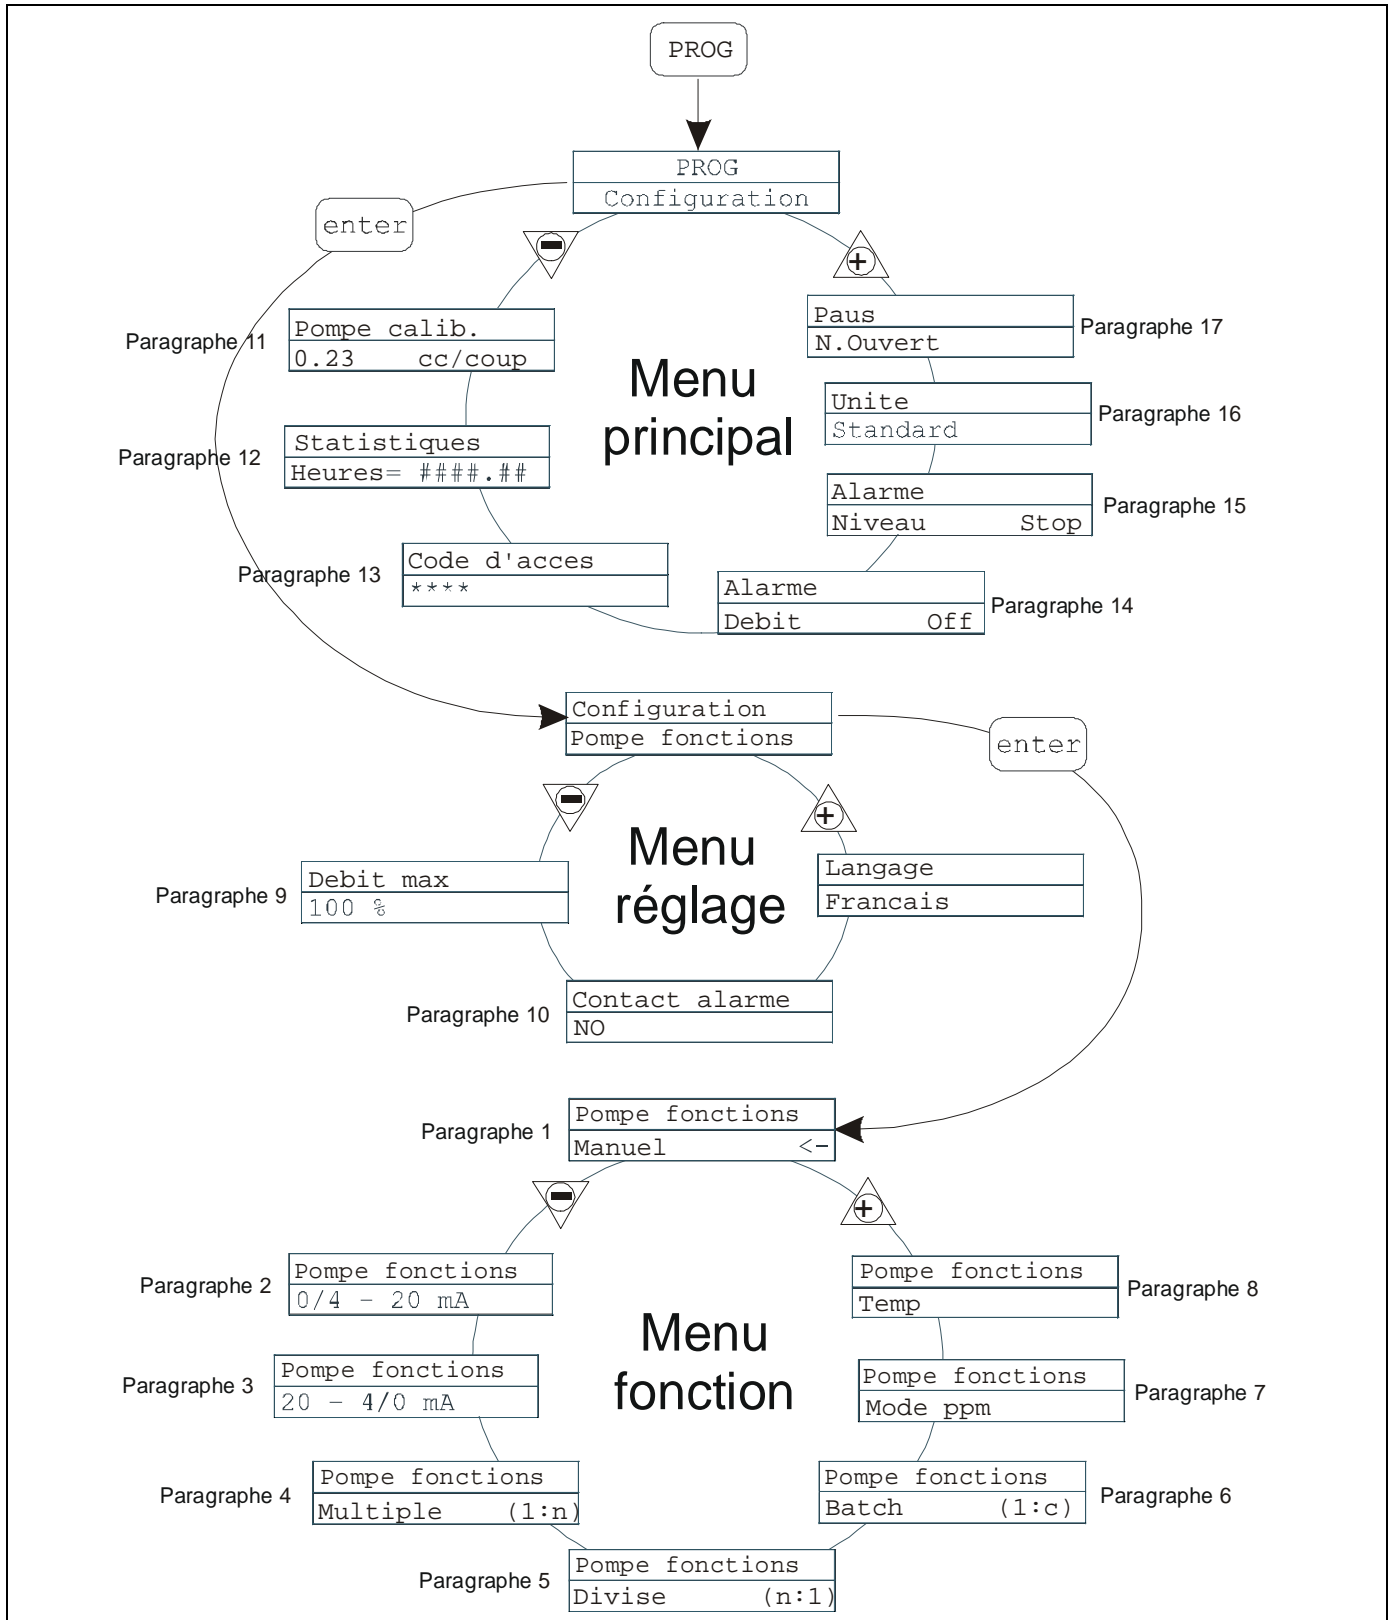 PROG
PROG
Configuration
enter
Pompe calib.
0.23 cc/coup
Paragraphe 11
Paus
N.Ouvert
Paragraphe 17
Menu
principal
Unite
Standard
Paragraphe 16
Statistiques
Heures= ####.##
Paragraphe 12
Alarme
Niveau Stop
Paragraphe 15
Code d'acces
****
Paragraphe 13
Alarme
Debit Off
Paragraphe 14
Configuration
Pompe fonctions
enter
Menu
réglage
Debit max
100 %
Paragraphe 9
Langage
Francais
Contact alarme
NO
Paragraphe 10
Pompe fonctions
Manuel <-
Paragraphe 1
Pompe fonctions
0/4 - 20 mA
Paragraphe 2
Pompe fonctions
Temp
Paragraphe 8
Menu
fonction
Pompe fonctions
20 - 4/0 mA
Paragraphe 3
Pompe fonctions
Mode ppm
Paragraphe 7
Pompe fonctions
Multiple (1:n)
Paragraphe 4
Pompe fonctions
Batch (1:c)
Paragraphe 6
Pompe fonctions
Divise (n:1)
Paragraphe 5